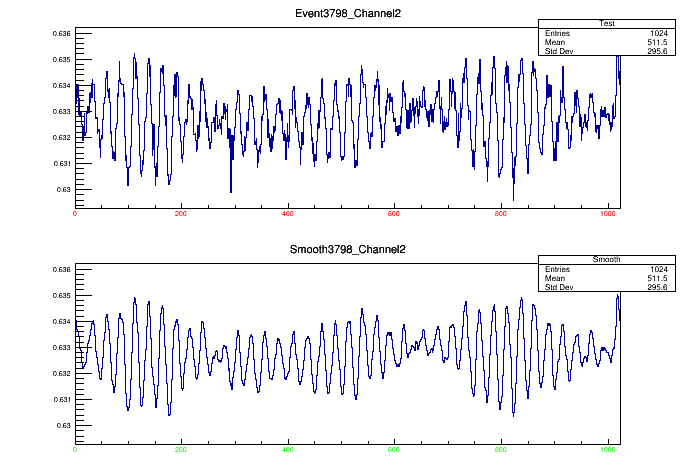 Event3798_Channel2
Test
Entries 1024
Mean 511.5
Std Dev 295.6
0.636
0.635
0.634
0.633
0.632
0.631
0.63
0 200 400 600 800 1000
Smooth3798_Channel2
Smooth
Entries 1024
Mean 511.5
Std Dev 295.6
0.636
0.635
0.634
0.633
0.632
0.631
0.63
0 200 400 600 800 1000